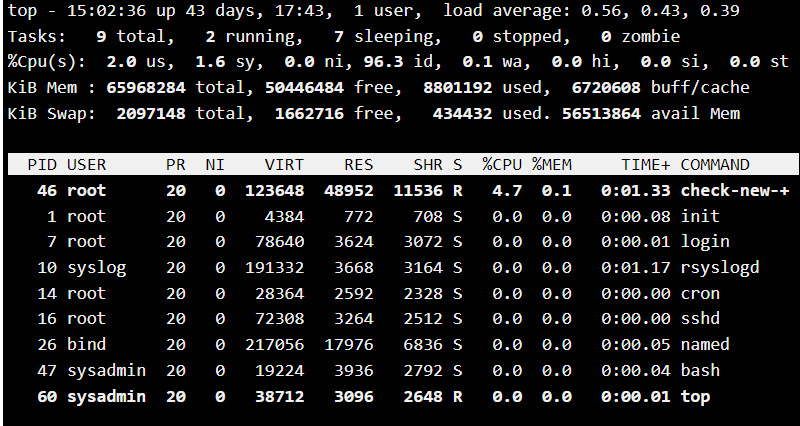 top - 15:02:36 up 43 days, 17:43,  1 user,  load average: 0.56, 0.43, 0.39
Tasks:   9 total,   2 running,   7 sleeping,   0 stopped,   0 zombie
%Cpu(s):  2.0 us,  1.6 sy,  0.0 ni, 96.3 id,  0.1 wa,  0.0 hi,  0.0 si,  0.0 st
KiB Mem : 65968284 total, 50446484 free,  8801192 used,  6720608 buff/cache
KiB Swap:  2097148 total,  1662716 free,   434432 used. 56513864 avail Mem
PID USER      PR  NI    VIRT    RES    SHR S  %CPU %MEM     TIME+ COMMAND
46 root      20   0  123648  48952  11536 R   4.7  0.1   0:01.33 check-new-+
1 root      20   0    4384    772    708 S   0.0  0.0   0:00.08 init
7 root      20   0   78640   3624   3072 S   0.0  0.0   0:00.01 login
10 syslog    20   0  191332   3668   3164 S   0.0  0.0   0:01.17 rsyslogd
14 root      20   0   28364   2592   2328 S   0.0  0.0   0:00.00 cron
16 root      20   0   72308   3264   2512 S   0.0  0.0   0:00.00 sshd
26 bind      20   0  217056  17976   6836 S   0.0  0.0   0:00.05 named
47 sysadmin  20   0   19224   3936   2792 S   0.0  0.0   0:00.04 bash
60 sysadmin  20   0   38712   3096   2648 R   0.0  0.0   0:00.01 top